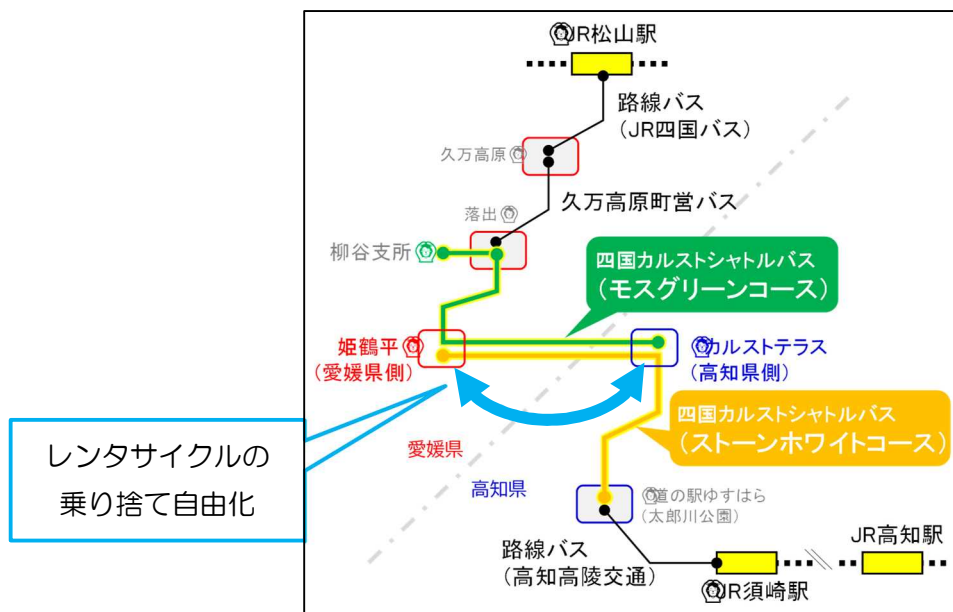 JR松山駅
路線バス
(JR四国バス)
久万高原
久万高原町営バス
落出
柳谷支所
四国カルストシャトルバス
(モスグリーンコース)
姫鶴平
(愛媛県側)
カルストテラス
(高知県側)
四国カルストシャトルバス
(ストーンホワイトコース)
レンタサイクルの
乗り捨て自由化
愛媛県
高知県
道の駅ゆすはら
(太郎川公園)
路線バス
(高知高陵交通)
JR高知駅
JR須崎駅